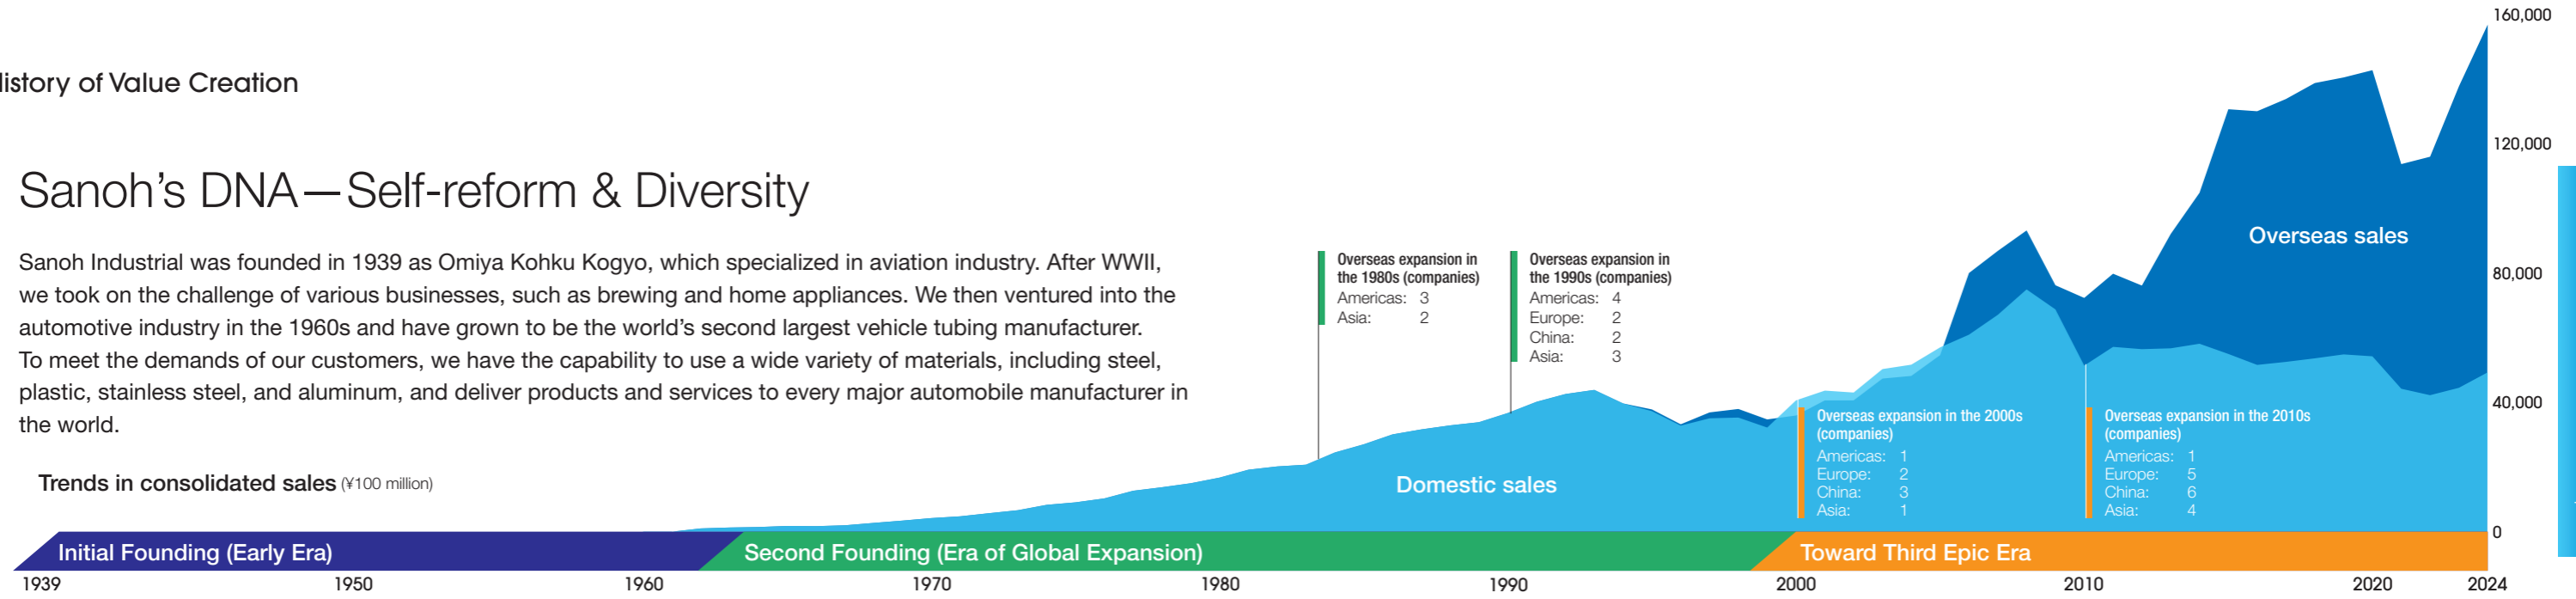 History of Value Creation
Sanoh's DNA—Self-reform & Diversity
Sanoh Industrial was founded in 1939 as Omiya Kohku Kogyo, which specialized in aviation industry. After WWII,
we took on the challenge of various businesses, such as brewing and home appliances. We then ventured into the
automotive industry in the 1960s and have grown to be the world's second largest vehicle tubing manufacturer.
To meet the demands of our customers, we have the capability to use a wide variety of materials, including steel,
plastic, stainless steel, and aluminum, and deliver products and services to every major automobile manufacturer in
the world.
Trends in consolidated sales (¥100 million)
Overseas expansion in
the 1980s (companies)
Americas: 3
Asia: 2
Overseas expansion in
the 1990s (companies)
Americas: 4
Europe: 2
China: 2
Asia: 3
Overseas expansion in the 2000s
(companies)
Americas: 1
Europe: 2
China: 3
Asia: 1
Overseas expansion in the 2010s
(companies)
Americas: 1
Europe: 5
China: 6
Asia: 4
Domestic sales
Overseas sales
160,000
120,000
80,000
40,000
0
Initial Founding (Early Era)
Second Founding (Era of Global Expansion)
Toward Third Epic Era
1939
1950
1960
1970
1980
1990
2000
2010
2020
2024